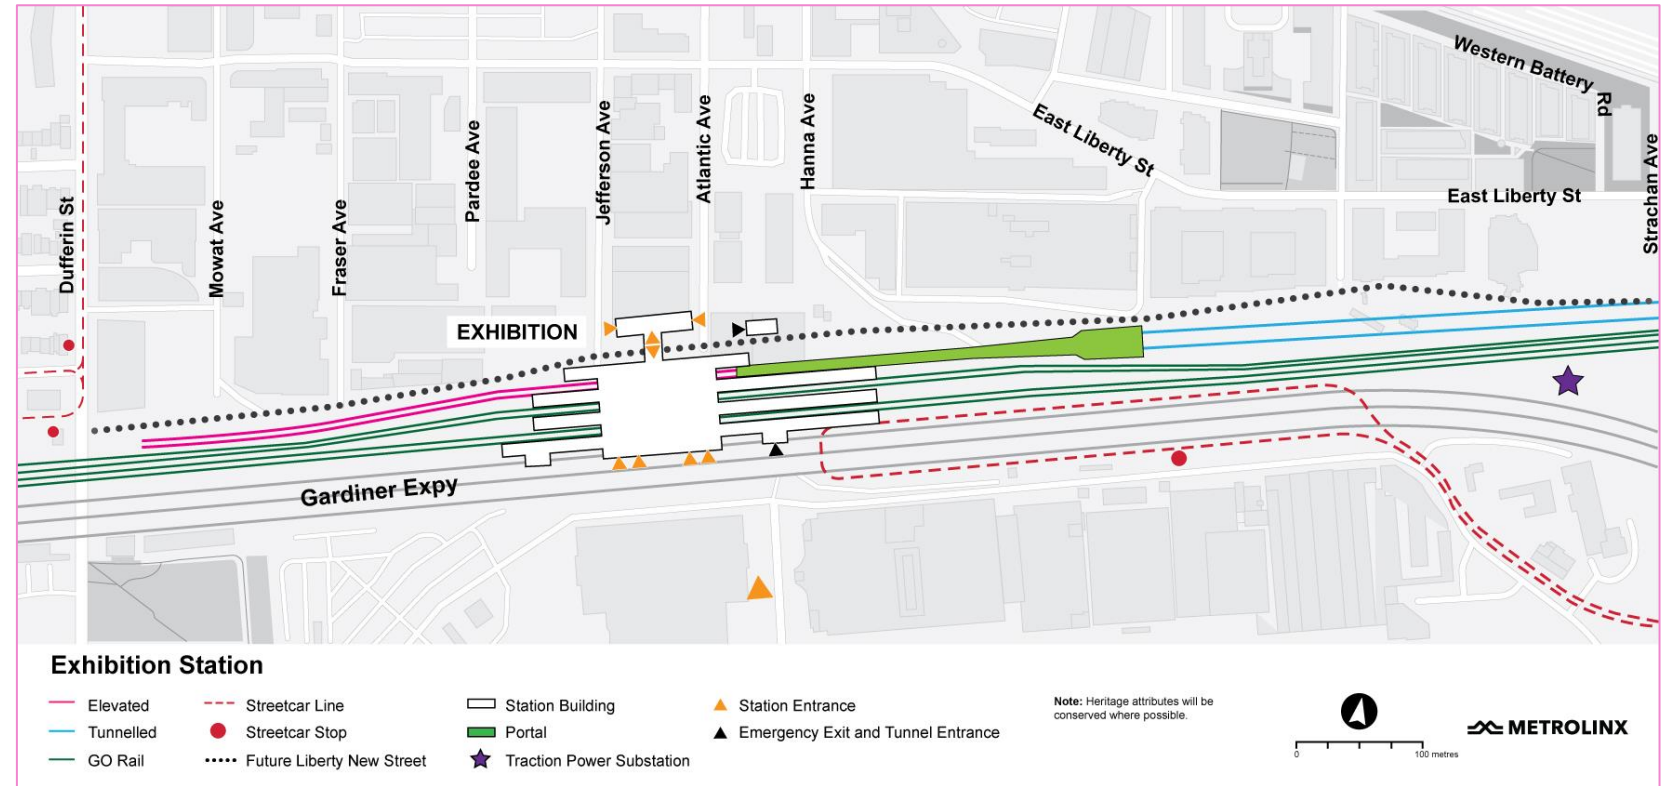 Western Battery
Rd
East Liberty St
East Liberty St
Strachan Ave
Dufferin St
Mowat Ave
Fraser Ave
Pardee Ave
Jefferson Ave
Atlantic Ave
Hanna Ave
EXHIBITION
Gardiner Expy
Exhibition Station
Elevated
Tunnelled
GO Rail
Streetcar Line
Streetcar Stop
Future Liberty New Street
Station Building
Portal
Traction Power Substation
Station Entrance
Emergency Exit and Tunnel Entrance
Note: Heritage attributes will be
conserved where possible.
0 100 metres
METROLINX